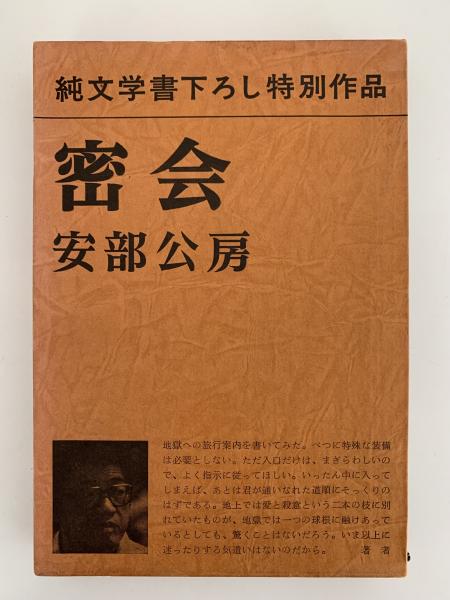 純文学書下ろし特別作品
密会
安部公房
地獄への旅行案内を書いてみた。べつに特殊な装備
は必要としない。ただ入口だけは、まぎらわしいの
で、よく指示に従ってほしい。いったん中に入って
しまえば、あとは君が通いなれた道順にそっくりの
はずである。地上では愛と殺意という二本の枝に別
れていたものが、地獄では一つの球根に融けあって
いるとしても、驚くことはないだろう。いま以上に
迷ったりする気遣いはないのだから。 著者